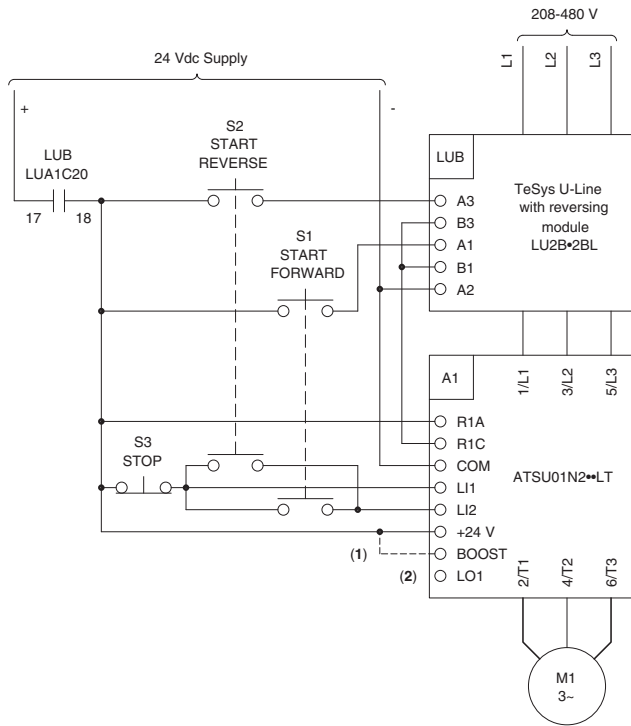 208-480 V
L1
L2
L3
24 Vdc Supply
+
-
S2
START
REVERSE
LUB
LUA1C20
17
18
S1
START
FORWARD
LUB
TeSys U-Line
with reversing
module
LU2B•2BL
A3
B3
A1
B1
A2
A1
1/L1
3/L2
5/L3
R1A
R1C
COM
LI1
LI2
+24 V
BOOST
LO1
ATSU01N2••LT
S3
STOP
(1)
(2)
2/T1
4/T2
6/T3
M1
3~